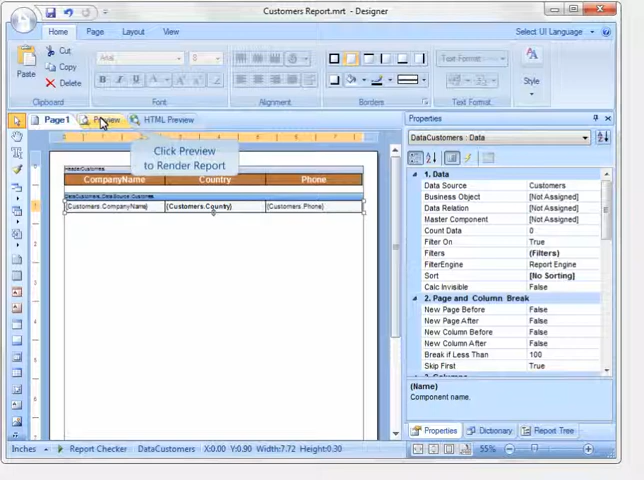 Customers Report.mrt - Designer
Home Page Layout View Select UI Language
Paste Cut Copy Delete
Arial 8
B I U A
Text Format
Style
Clipboard Font Alignment Borders Text Format Style
Page1 Preview HTML Preview
Click Preview
to Render Report
HeaderCustomers
CompanyName Country Phone
{Customers.CompanyName} {Customers.Country} {Customers.Phone}
Properties
DataCustomers : Data
1. Data
Data Source Customers
Business Object [Not Assigned]
Data Relation [Not Assigned]
Master Component [Not Assigned]
Count Data 0
Filter On True
Filters (Filters)
FilterEngine Report Engine
Sort [No Sorting]
Calc Invisible False
2. Page and Column Break
New Page Before False
New Page After False
New Column Before False
New Column After False
Break if Less Than 100
Skip First True
(Name)
Component name.
Properties Dictionary Report Tree
Inches Report Checker DataCustomers X:0.00 Y:0.90 Width:7.72 Height:0.30 55%